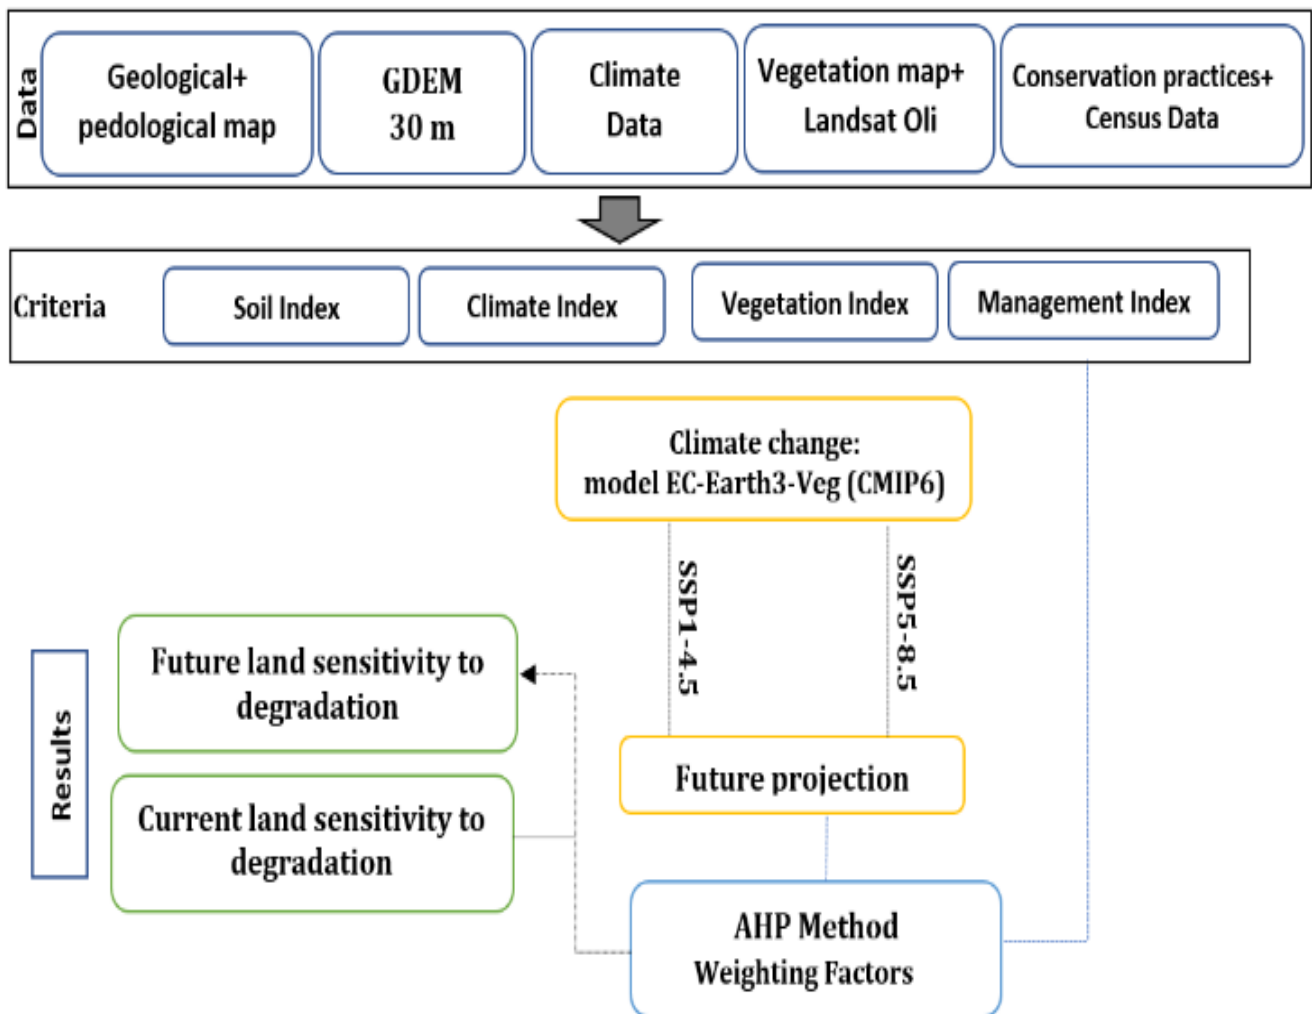 Data
Geological+
pedological map
GDEM
30 m
Climate
Data
Vegetation map+
Landsat Oli
Conservation practices+
Census Data
Criteria
Soil Index
Climate Index
Vegetation Index
Management Index
Climate change:
model EC-Earth3-Veg (CMIP6)
SSP1-4.5
SSP5-8.5
Future projection
Results
Future land sensitivity to
degradation
Current land sensitivity to
degradation
AHP Method
Weighting Factors